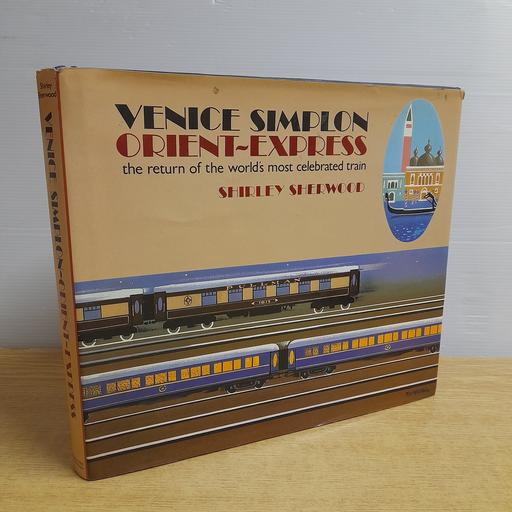 VENICE SIMPLON
ORIENT-EXPRESS
the return of the world's most celebrated train
SHIRLEY SHERWOOD
PULLMAN
Shirley
Sherwood
VENICE SIMPLON ORIENT-EXPRESS